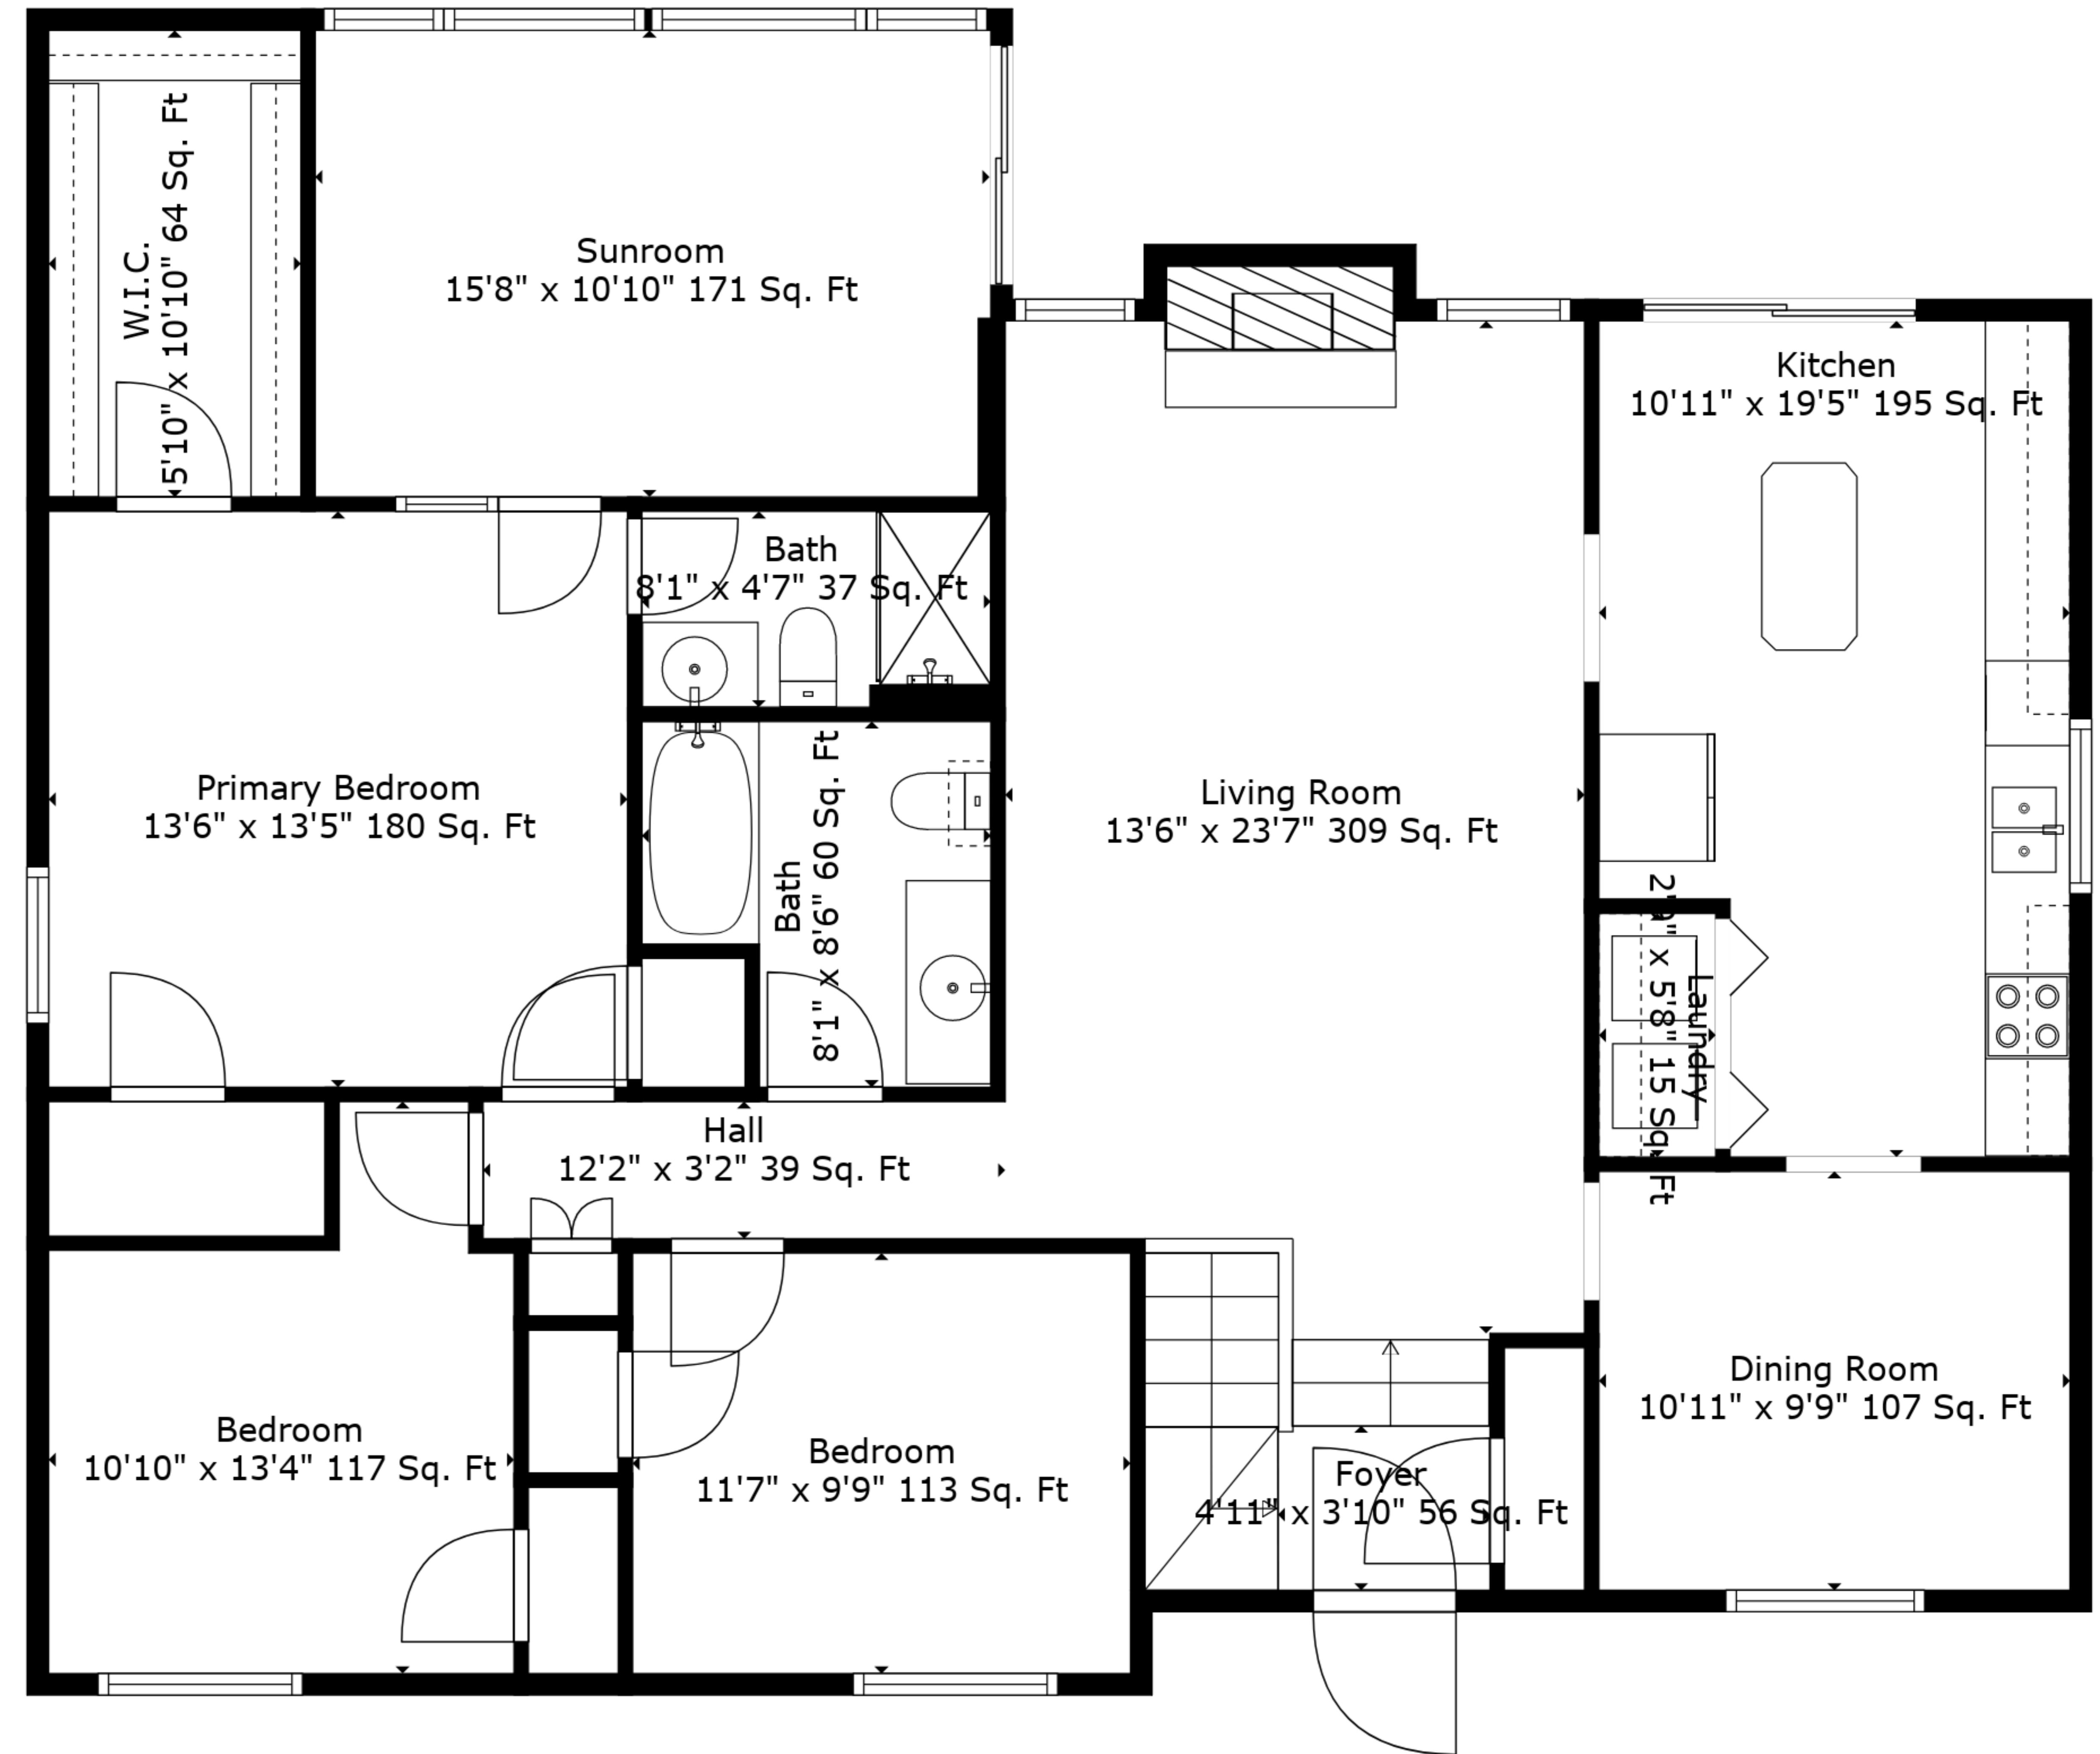 W.I.C.
5'10" x 10'10" 64 Sq. Ft
Sunroom
15'8" x 10'10" 171 Sq. Ft
Kitchen
10'11" x 19'5" 195 Sq. Ft
Bath
8'1" x 4'7" 37 Sq. Ft
Primary Bedroom
13'6" x 13'5" 180 Sq. Ft
Bath
8'1" x 8'6" 60 Sq. Ft
Living Room
13'6" x 23'7" 309 Sq. Ft
Laundry
x 5'8" 15 Sq. Ft
Hall
12'2" x 3'2" 39 Sq. Ft
Dining Room
10'11" x 9'9" 107 Sq. Ft
Bedroom
10'10" x 13'4" 117 Sq. Ft
Bedroom
11'7" x 9'9" 113 Sq. Ft
Foyer
4'11" x 3'10" 56 Sq. Ft